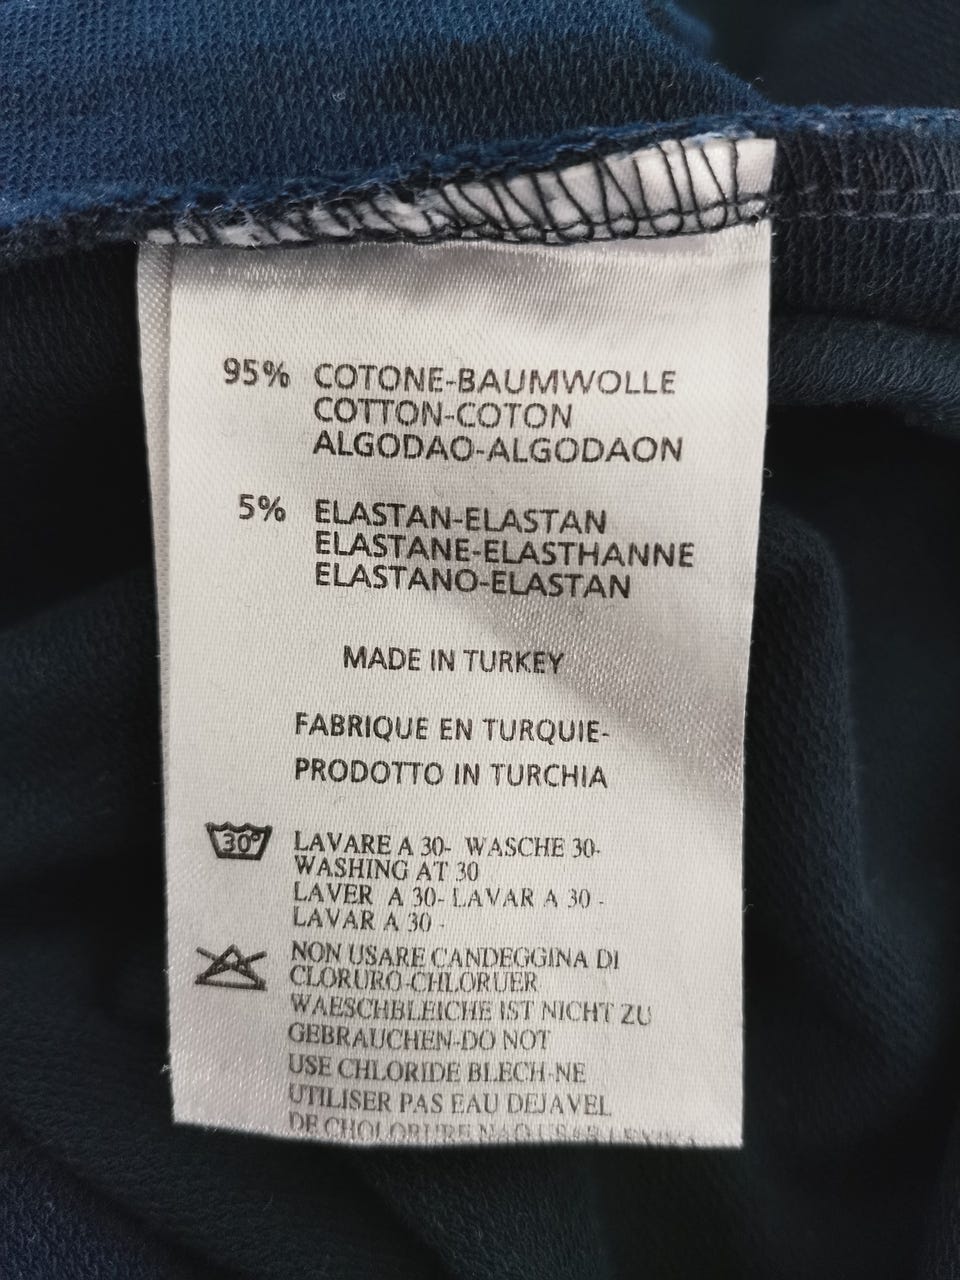 95% COTONE-BAUMWOLLE
COTTON-COTON
ALGODAO-ALGODAON
5% ELASTAN-ELASTAN
ELASTANE-ELASTHANNE
ELASTANO-ELASTAN
MADE IN TURKEY
FABRIQUE EN TURQUIE-
PRODOTTO IN TURCHIA
30° LAVARE A 30- WASCHE 30-
WASHING AT 30
LAVER A 30- LAVAR A 30 -
LAVAR A 30 -
NON USARE CANDEGGINA DI
CLORURO-CHLORUER
WAESCHBLEICHE IST NICHT ZU
GEBRAUCHEN-DO NOT
USE CHLORIDE BLECH-NE
UTILISER PAS EAU DEJAVEL
DE CHOLORURE NAO